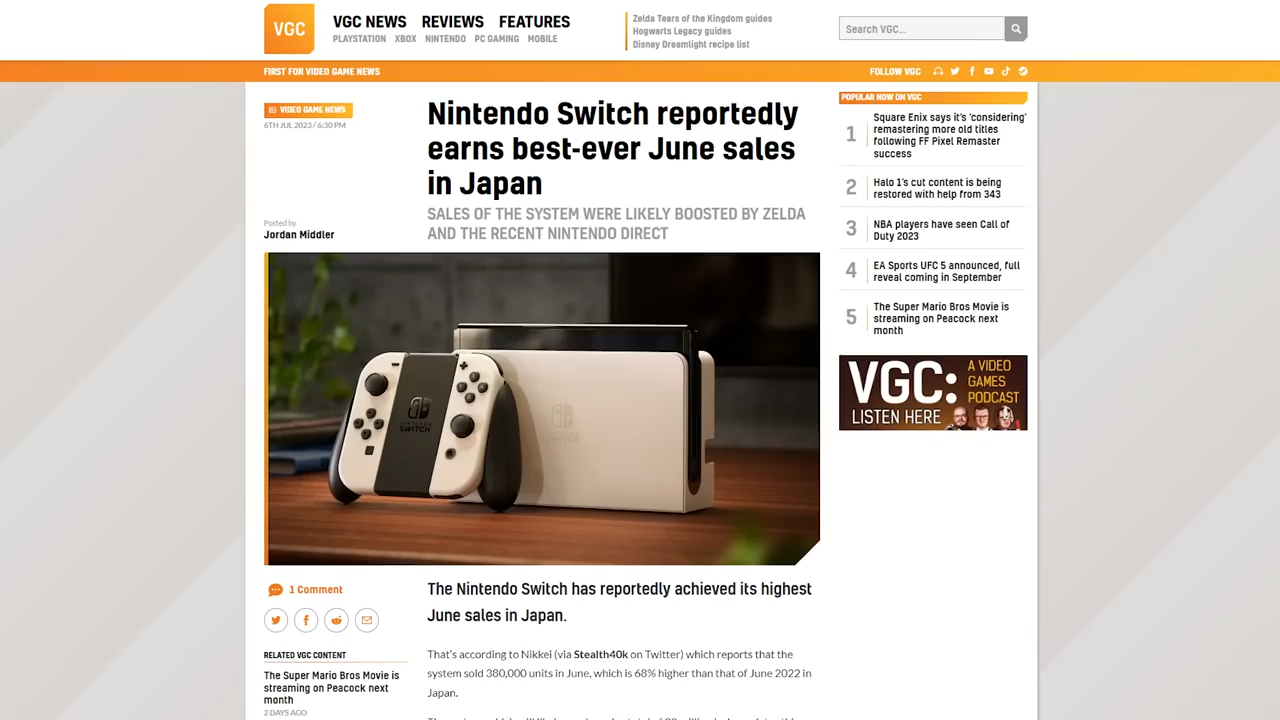 VGC
VGC NEWS REVIEWS FEATURES
PLAYSTATION XBOX NINTENDO PC GAMING MOBILE
Zelda Tears of the Kingdom guides
Hogwarts Legacy guides
Disney Dreamlight recipe list
Search VGC...
FIRST FOR VIDEO GAME NEWS
FOLLOW VGC
VIDEO GAME NEWS
6TH JUL 2023 / 6:30 PM
Posted by
Jordan Middler
Nintendo Switch reportedly
earns best-ever June sales
in Japan
SALES OF THE SYSTEM WERE LIKELY BOOSTED BY ZELDA
AND THE RECENT NINTENDO DIRECT
NINTENDO
SWITCH
1 Comment
RELATED VGC CONTENT
The Super Mario Bros Movie is
streaming on Peacock next
month
2 DAYS AGO
The Nintendo Switch has reportedly achieved its highest
June sales in Japan.
That's according to Nikkei (via Stealth40k on Twitter) which reports that the
system sold 380,000 units in June, which is 68% higher than that of June 2022 in
Japan.
POPULAR NOW ON VGC
1
Square Enix says it's 'considering'
remastering more old titles
following FF Pixel Remaster
success
2
Halo 1's cut content is being
restored with help from 343
3
NBA players have seen Call of
Duty 2023
4
EA Sports UFC 5 announced, full
reveal coming in September
5
The Super Mario Bros Movie is
streaming on Peacock next
month
VGC:
LISTEN HERE
A VIDEO
GAMES
PODCAST